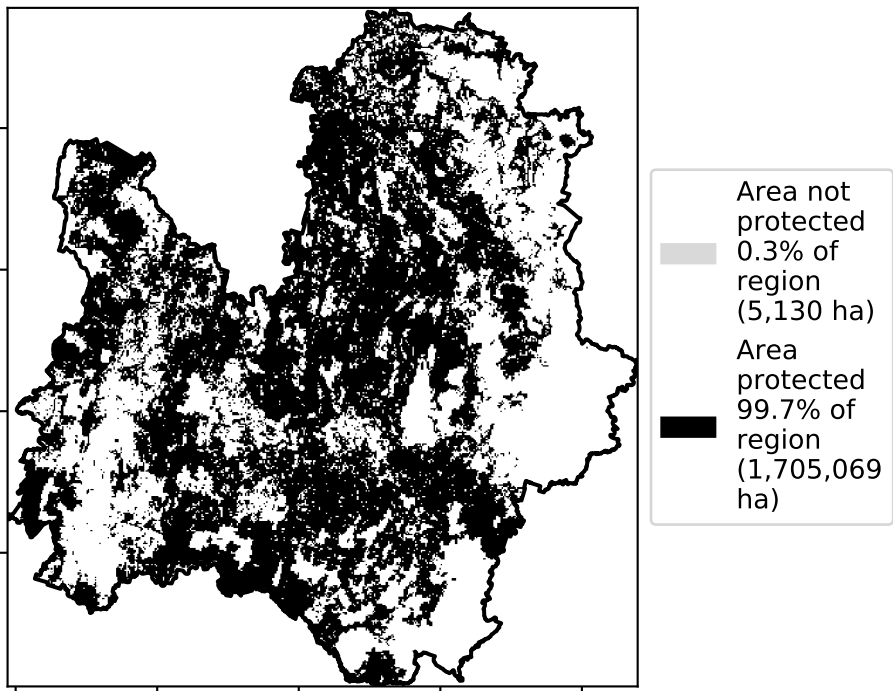 Area not
protected
0.3% of
region
(5,130 ha)
Area
protected
99.7% of
region
(1,705,069
ha)